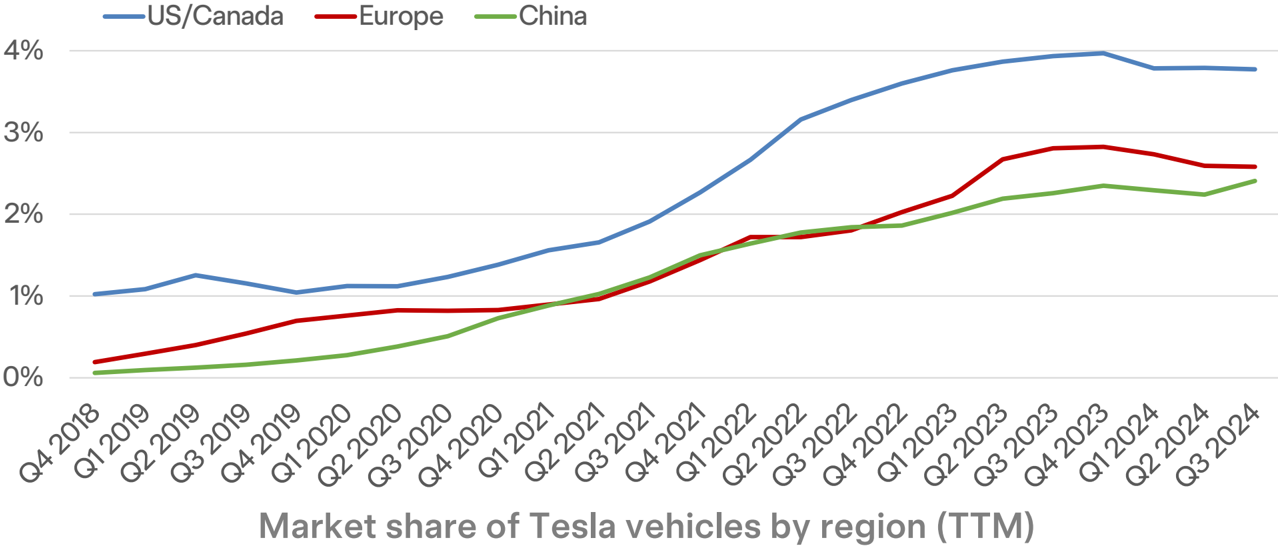 US/Canada Europe China
4%
3%
2%
1%
0%
Q4 2018 Q1 2019 Q2 2019 Q3 2019 Q4 2019 Q1 2020 Q2 2020 Q3 2020 Q4 2020 Q1 2021 Q2 2021 Q3 2021 Q4 2021 Q1 2022 Q2 2022 Q3 2022 Q4 2022 Q1 2023 Q2 2023 Q3 2023 Q4 2023 Q1 2024 Q2 2024 Q3 2024
Market share of Tesla vehicles by region (TTM)